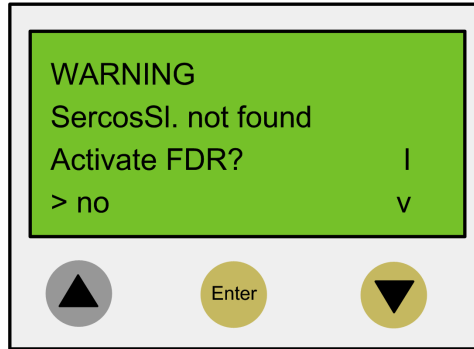 WARNING
SercosSl. not found
Activate FDR? |
> no v
Enter